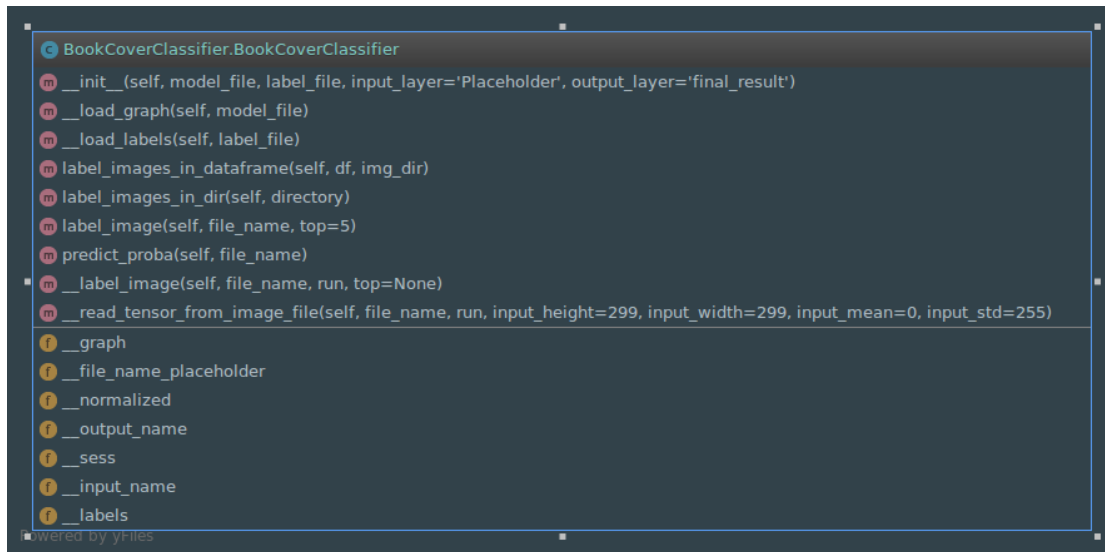 C BookCoverClassifier.BookCoverClassifier
m __init__(self, model_file, label_file, input_layer='Placeholder', output_layer='final_result')
m __load_graph(self, model_file)
m __load_labels(self, label_file)
m label_images_in_dataframe(self, df, img_dir)
m label_images_in_dir(self, directory)
m label_image(self, file_name, top=5)
m predict_proba(self, file_name)
m __label_image(self, file_name, run, top=None)
m __read_tensor_from_image_file(self, file_name, run, input_height=299, input_width=299, input_mean=0, input_std=255)
f __graph
f __file_name_placeholder
f __normalized
f __output_name
f __sess
f __input_name
f __labels
Powered by yFiles